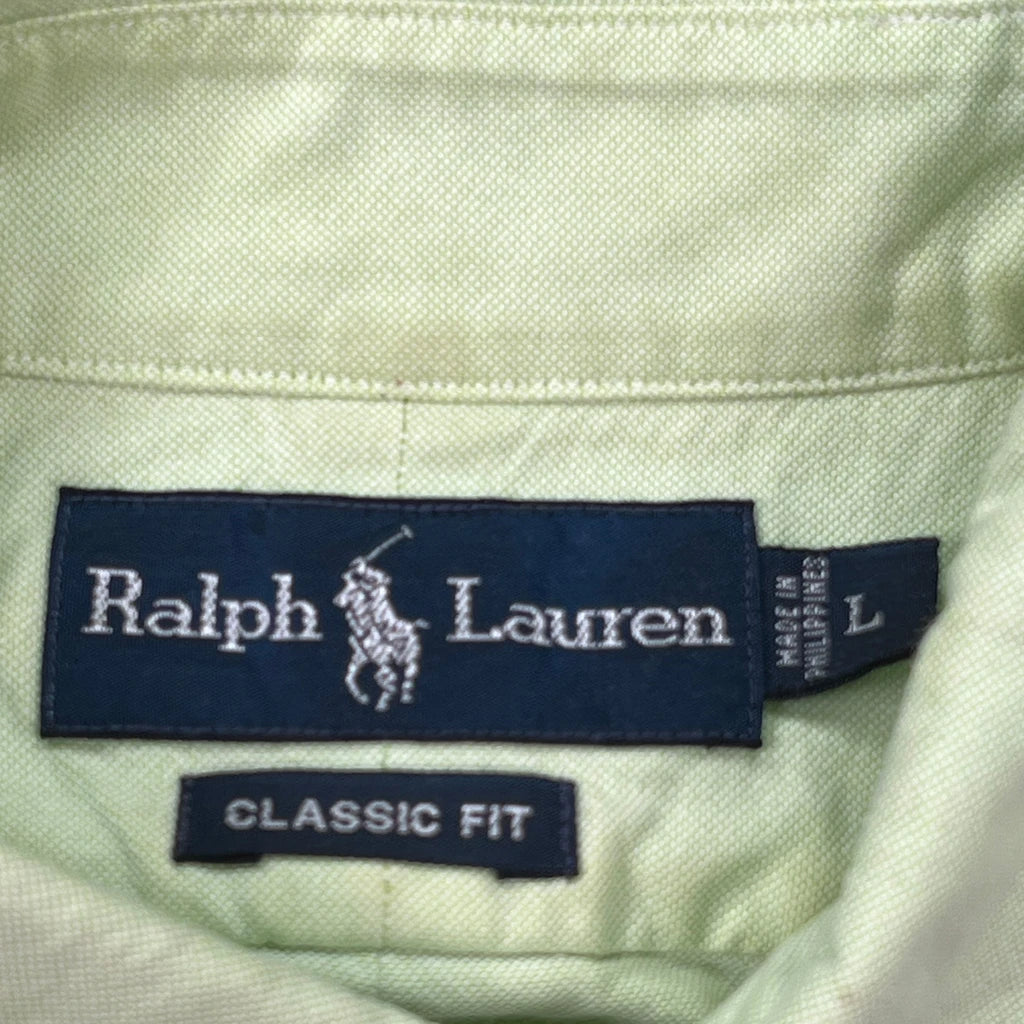 Ralph Lauren
MADE IN
PHILIPPINES
L
CLASSIC FIT